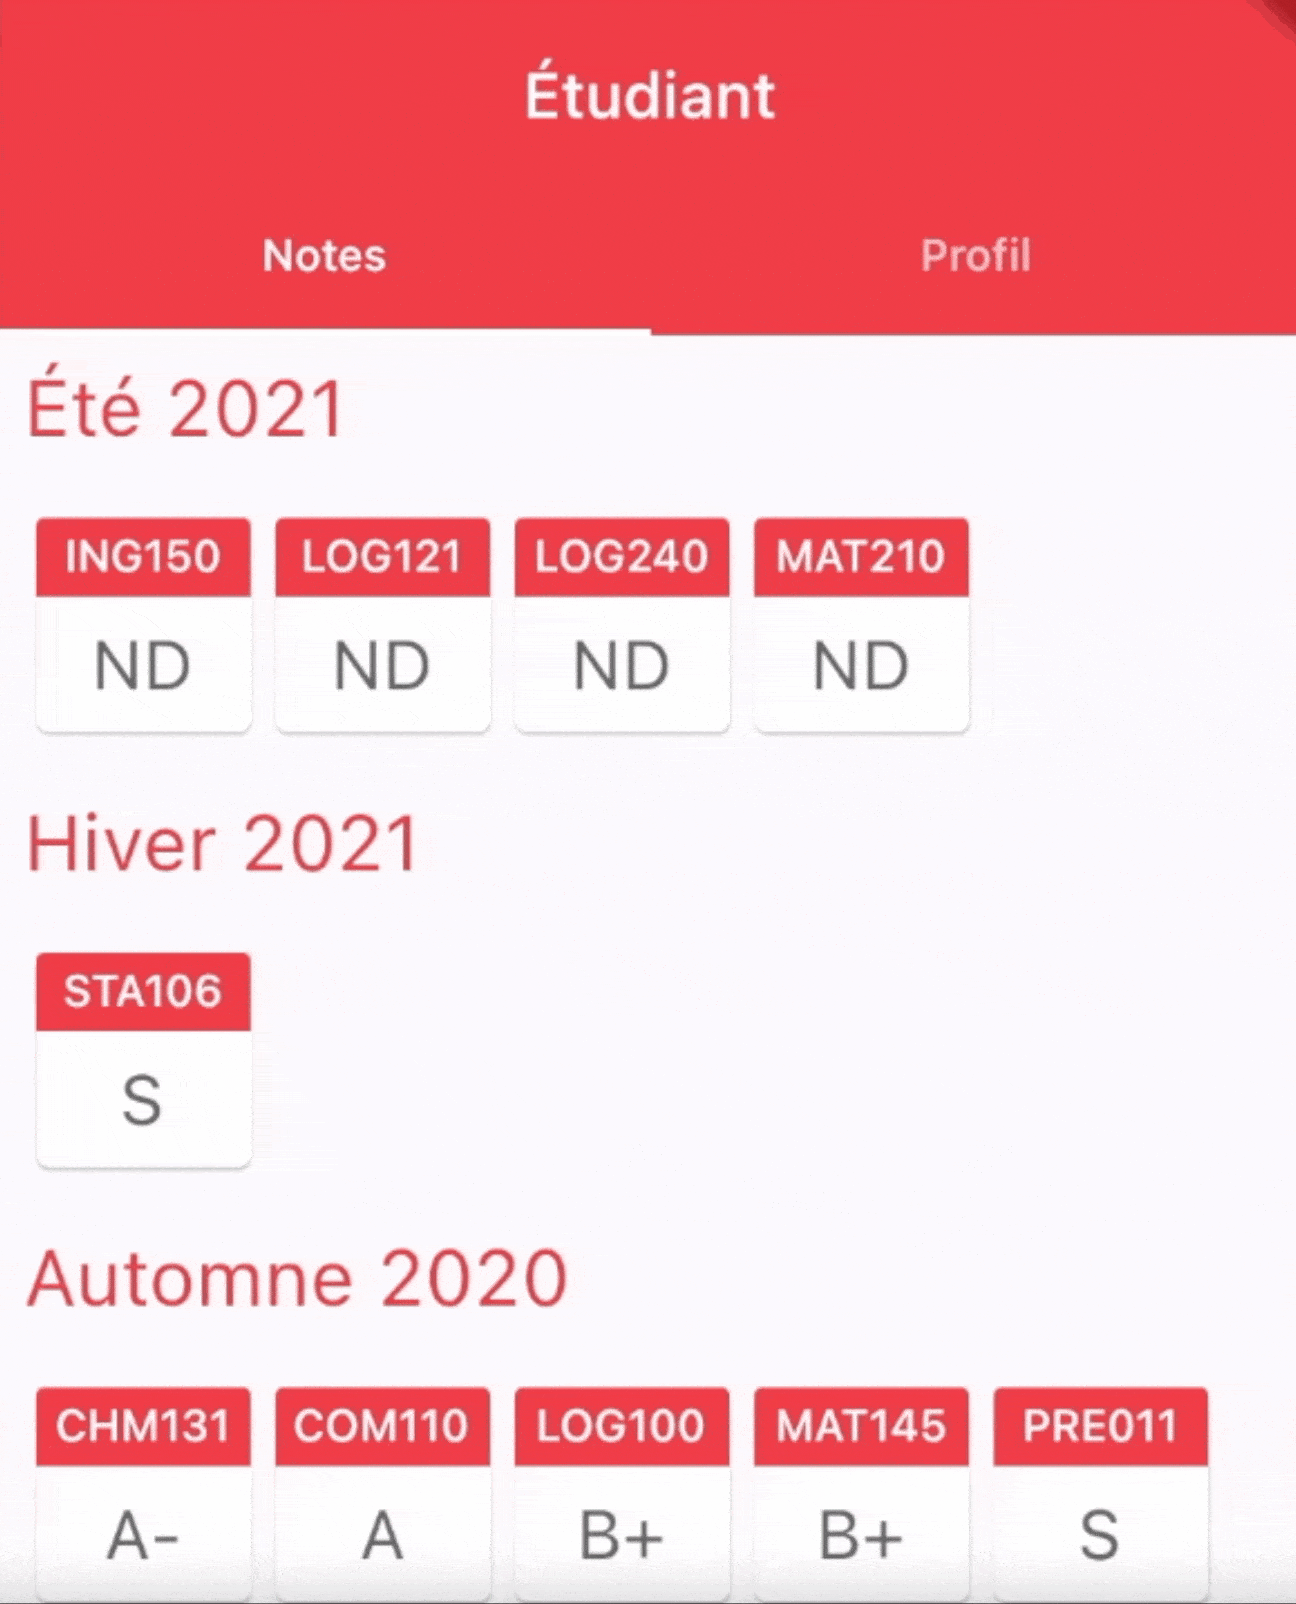 Étudiant
Notes Profil
Été 2021
ING150 LOG121 LOG240 MAT210
ND ND ND ND
Hiver 2021
STA106
S
Automne 2020
CHM131 COM110 LOG100 MAT145 PRE011
A- A B+ B+ S